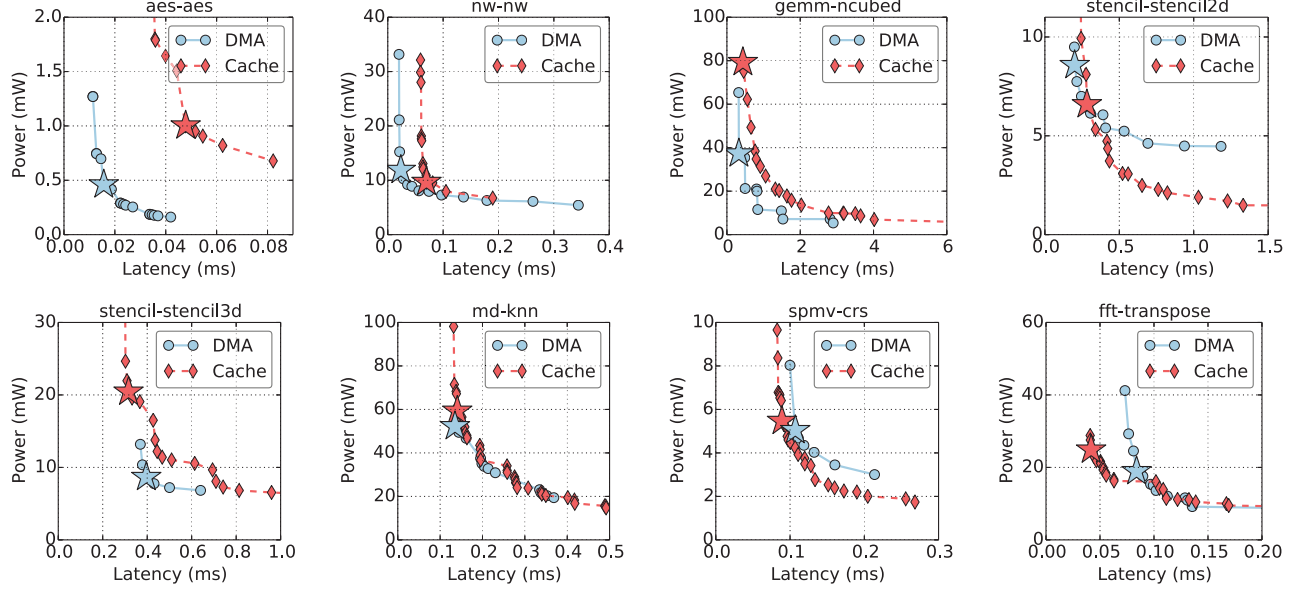 aes-aes
2.0
1.5
1.0
0.5
0.0
Power (mW)
0.00 0.02 0.04 0.06 0.08
Latency (ms)
DMA
Cache
nw-nw
40
30
20
10
0
Power (mW)
0.0 0.1 0.2 0.3 0.4
Latency (ms)
DMA
Cache
gemm-ncubed
100
80
60
40
20
0
Power (mW)
0 2 4 6
Latency (ms)
DMA
Cache
stencil-stencil2d
10
5
0
Power (mW)
0.0 0.5 1.0 1.5
Latency (ms)
DMA
Cache
stencil-stencil3d
30
20
10
0
Power (mW)
0.0 0.2 0.4 0.6 0.8 1.0
Latency (ms)
DMA
Cache
md-knn
100
80
60
40
20
0
Power (mW)
0.0 0.1 0.2 0.3 0.4 0.5
Latency (ms)
DMA
Cache
spmv-crs
10
8
6
4
2
0
Power (mW)
0.0 0.1 0.2 0.3
Latency (ms)
DMA
Cache
fft-transpose
60
40
20
0
Power (mW)
0.00 0.05 0.10 0.15 0.20
Latency (ms)
DMA
Cache